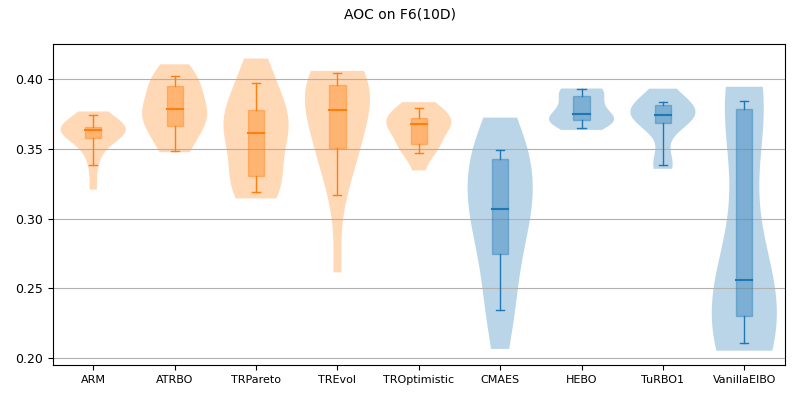 AOC on F6(10D)
0.40
0.35
0.30
0.25
0.20
ARM ATRBO TRPareto TREvol TROptimistic CMAES HEBO TuRBO1 VanillaEIBO